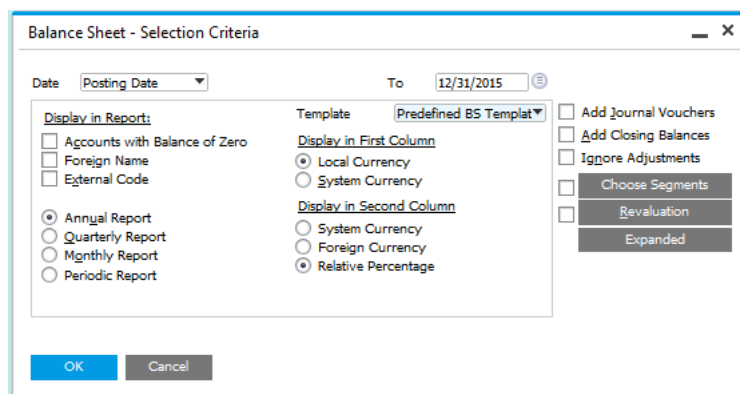 Balance Sheet - Selection Criteria
Date Posting Date To 12/31/2015
Display in Report: Template Predefined BS Templat
Add Journal Vouchers
Accounts with Balance of Zero Display in First Column Add Closing Balances
Foreign Name Local Currency Ignore Adjustments
External Code System Currency Choose Segments
Display in Second Column Revaluation
Annual Report System Currency
Quarterly Report Foreign Currency Expanded
Monthly Report Relative Percentage
Periodic Report
OK Cancel